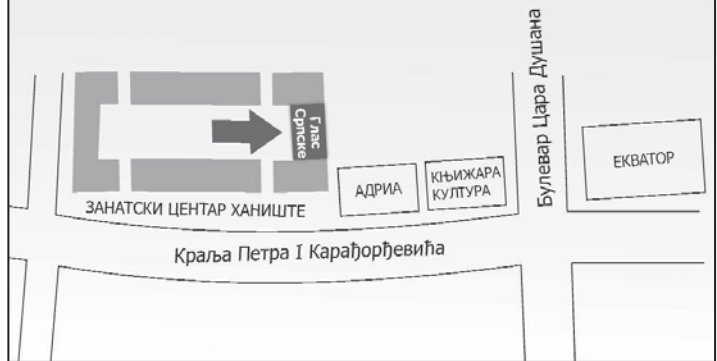 Глас
Српске
Булевар Цара Душана
ЕКВАТОР
АДРИА
КЊИЖАРА
КУЛТУРА
ЗАНАТСКИ ЦЕНТАР ХАНИШТЕ
Краља Петра I Карађорђевића